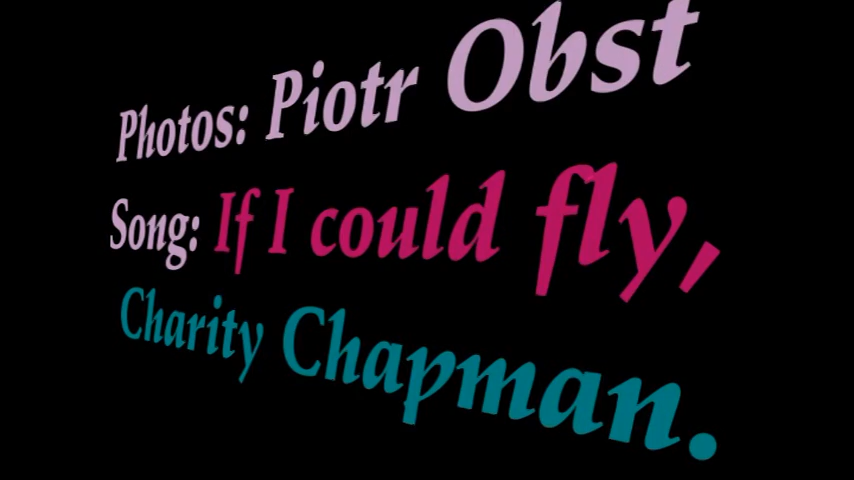 Photos: Piotr Obst
Song: If I could fly,
Charity Chapman.